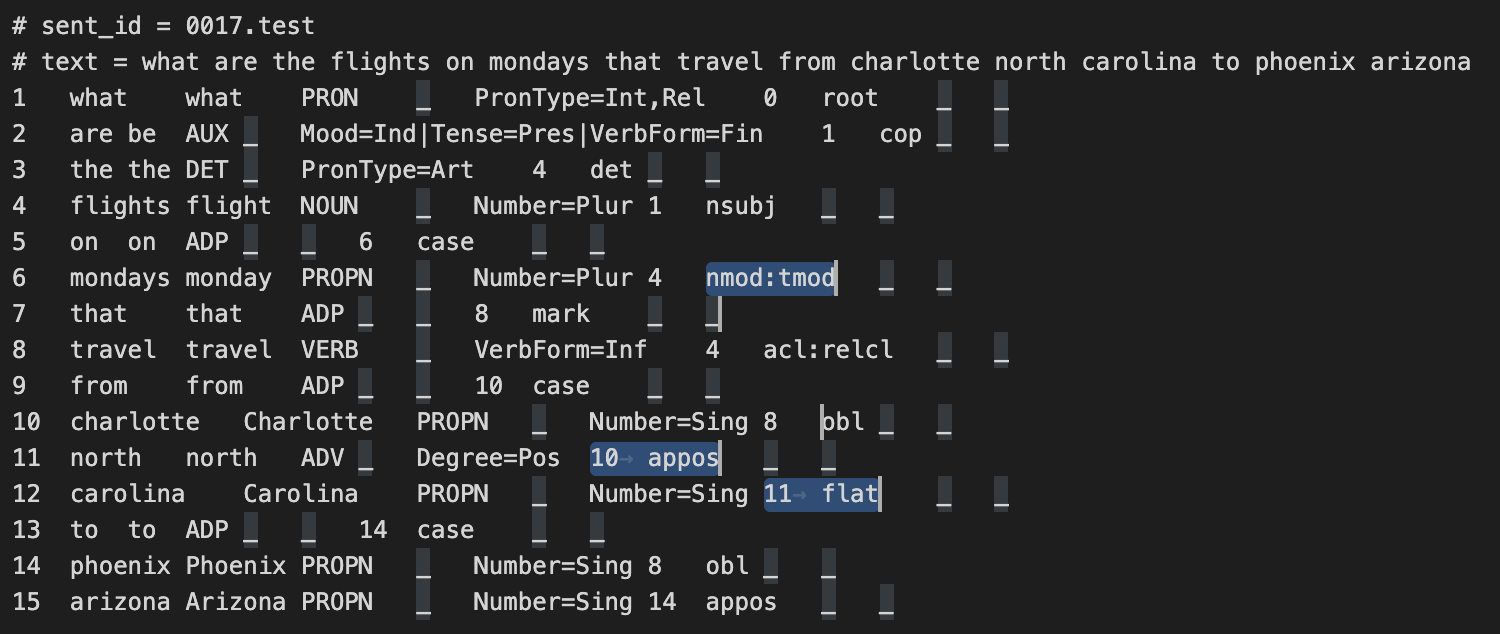 # sent_id = 0017.test
# text = what are the flights on mondays that travel from charlotte north carolina to phoenix arizona
1 what what PRON _ PronType=Int,Rel 0 root _ _
2 are be AUX _ Mood=Ind|Tense=Pres|VerbForm=Fin 1 cop _ _
3 the the DET _ PronType=Art 4 det _ _
4 flights flight NOUN _ Number=Plur 1 nsubj _ _
5 on on ADP _ _ 6 case _ _
6 mondays monday PROPN _ Number=Plur 4 nmod:tmod _ _
7 that that ADP _ _ 8 mark _ _
8 travel travel VERB _ VerbForm=Inf 4 acl:relcl _ _
9 from from ADP _ _ 10 case _ _
10 charlotte Charlotte PROPN _ Number=Sing 8 obl _ _
11 north north ADV _ Degree=Pos 10→ appos _ _
12 carolina Carolina PROPN _ Number=Sing 11→ flat _ _
13 to to ADP _ _ 14 case _ _
14 phoenix Phoenix PROPN _ Number=Sing 8 obl _ _
15 arizona Arizona PROPN _ Number=Sing 14 appos _ _